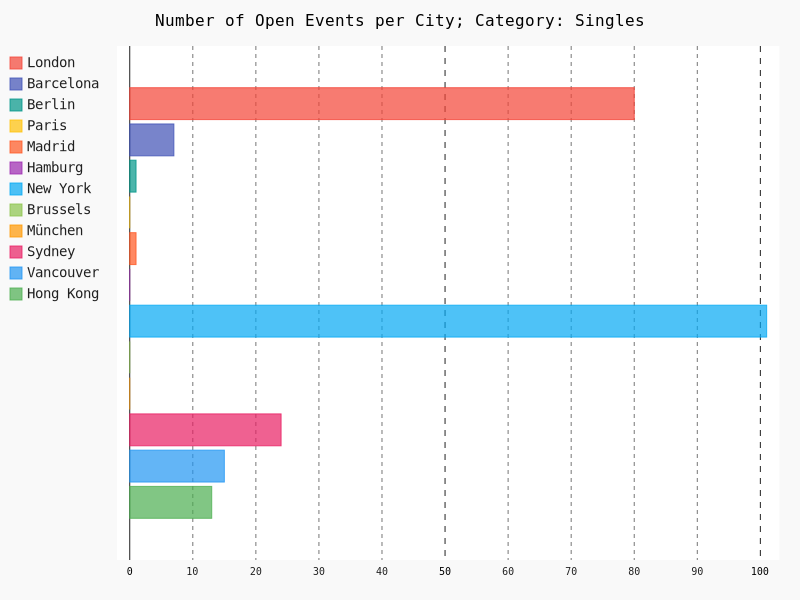 Number of Open Events per City; Category: Singles
London
Barcelona
Berlin
Paris
Madrid
Hamburg
New York
Brussels
München
Sydney
Vancouver
Hong Kong
0 10 20 30 40 50 60 70 80 90 100